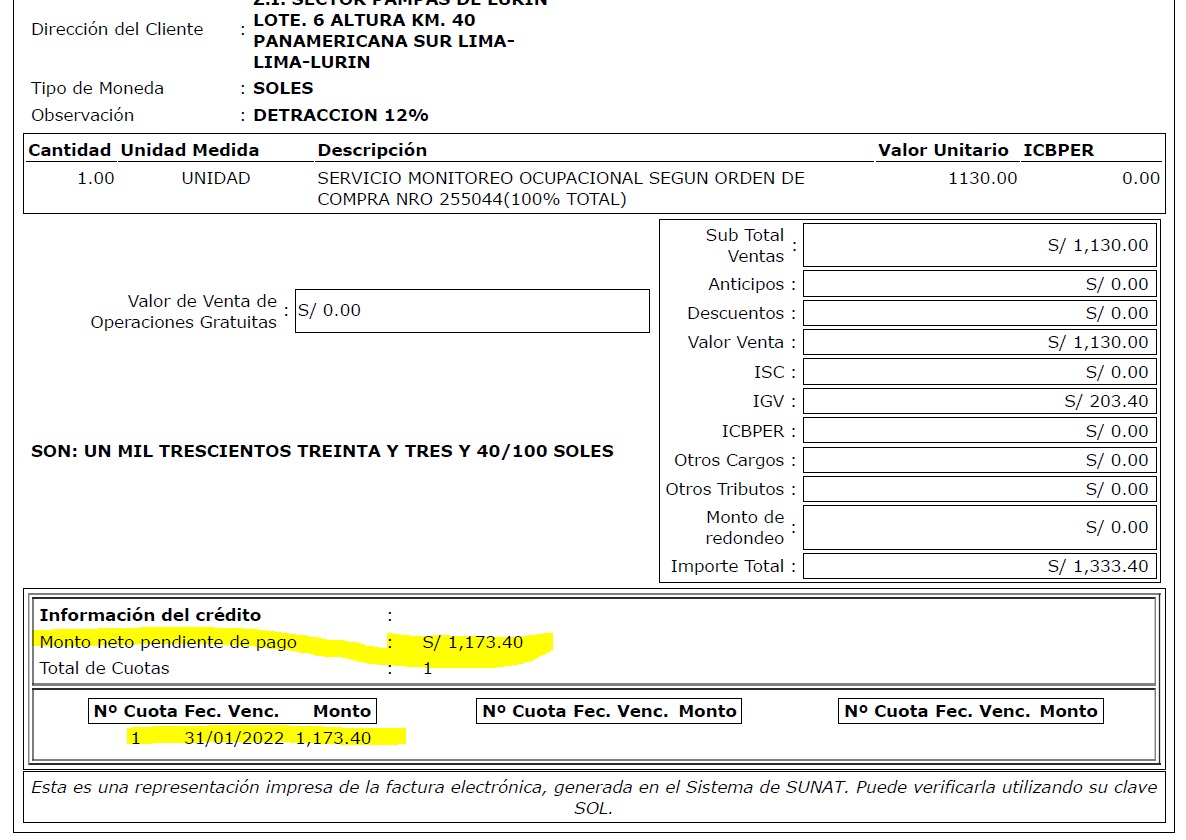 Z.I. SECTOR PAMPAS DE LURIN
Dirección del Cliente : LOTE. 6 ALTURA KM. 40
PANAMERICANA SUR LIMA-
LIMA-LURIN
Tipo de Moneda : SOLES
Observación : DETRACCION 12%
Cantidad Unidad Medida Descripción Valor Unitario ICBPER
1.00 UNIDAD SERVICIO MONITOREO OCUPACIONAL SEGUN ORDEN DE 1130.00 0.00
COMPRA NRO 255044(100% TOTAL)
Sub Total
Ventas : S/ 1,130.00
Anticipos : S/ 0.00
Valor de Venta de
Operaciones Gratuitas : S/ 0.00
Descuentos : S/ 0.00
Valor Venta : S/ 1,130.00
ISC : S/ 0.00
IGV : S/ 203.40
ICBPER : S/ 0.00
SON: UN MIL TRESCIENTOS TREINTA Y TRES Y 40/100 SOLES
Otros Cargos : S/ 0.00
Otros Tributos : S/ 0.00
Monto de
redondeo : S/ 0.00
Importe Total : S/ 1,333.40
Información del crédito :
Monto neto pendiente de pago : S/ 1,173.40
Total de Cuotas : 1
Nº Cuota Fec. Venc. Monto Nº Cuota Fec. Venc. Monto Nº Cuota Fec. Venc. Monto
1 31/01/2022 1,173.40
Esta es una representación impresa de la factura electrónica, generada en el Sistema de SUNAT. Puede verificarla utilizando su clave
SOL.